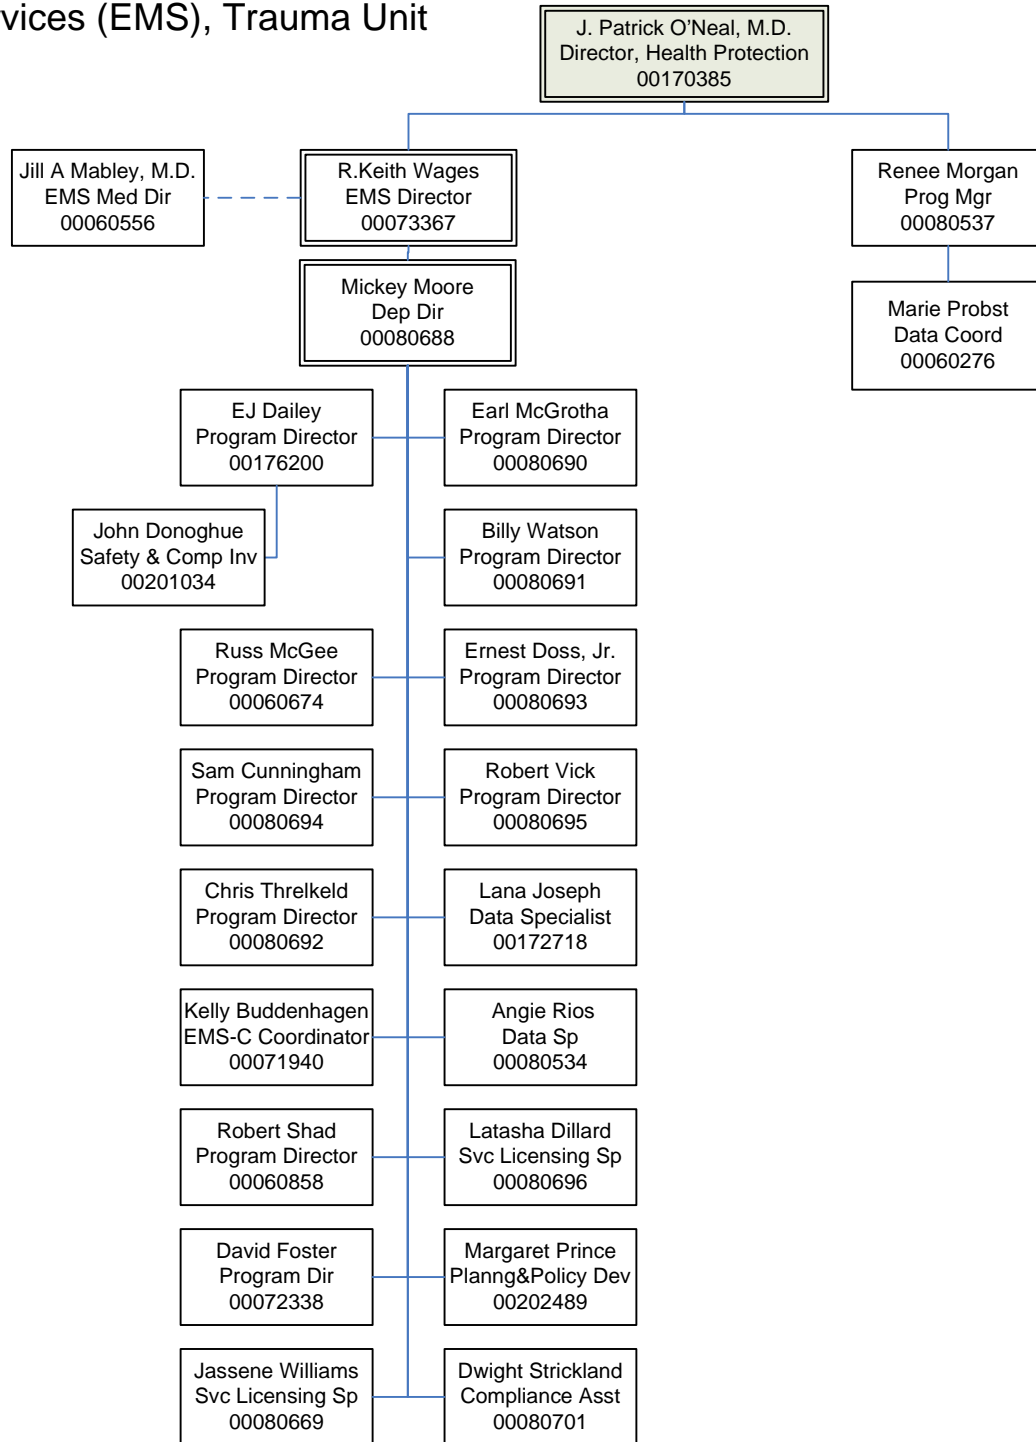 vices (EMS), Trauma Unit
J. Patrick O'Neal, M.D.
Director, Health Protection
00170385
Jill A Mabley, M.D.
EMS Med Dir
00060556
R.Keith Wages
EMS Director
00073367
Renee Morgan
Prog Mgr
00080537
Mickey Moore
Dep Dir
00080688
Marie Probst
Data Coord
00060276
EJ Dailey
Program Director
00176200
Earl McGrotha
Program Director
00080690
John Donoghue
Safety & Comp Inv
00201034
Billy Watson
Program Director
00080691
Russ McGee
Program Director
00060674
Ernest Doss, Jr.
Program Director
00080693
Sam Cunningham
Program Director
00080694
Robert Vick
Program Director
00080695
Chris Threlkeld
Program Director
00080692
Lana Joseph
Data Specialist
00172718
Kelly Buddenhagen
EMS-C Coordinator
00071940
Angie Rios
Data Sp
00080534
Robert Shad
Program Director
00060858
Latasha Dillard
Svc Licensing Sp
00080696
David Foster
Program Dir
00072338
Margaret Prince
Planng&Policy Dev
00202489
Jassene Williams
Svc Licensing Sp
00080669
Dwight Strickland
Compliance Asst
00080701